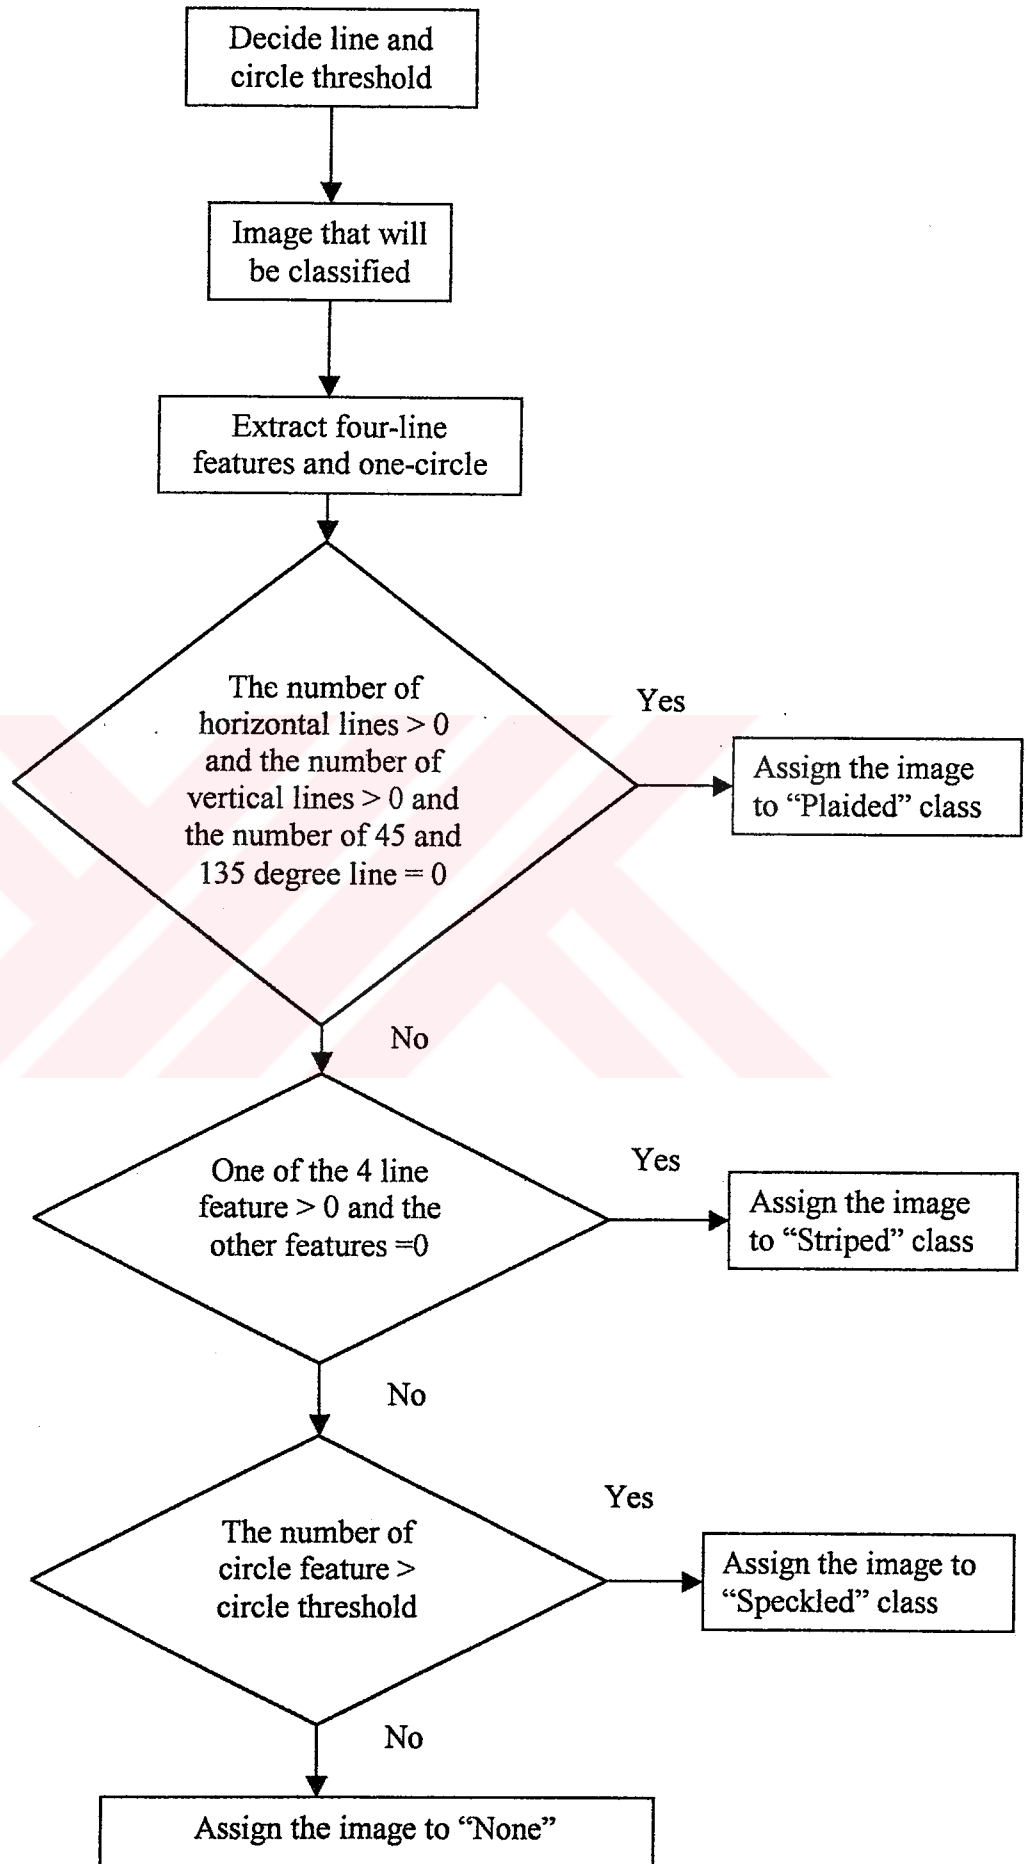 Decide line and
circle threshold
Image that will
be classified
Extract four-line
features and one-circle
The number of
horizontal lines > 0
and the number of
vertical lines > 0 and
the number of 45 and
135 degree line = 0
Yes
Assign the image
to “Plaided” class
No
One of the 4 line
feature > 0 and the
other features =0
Yes
Assign the image
to “Striped” class
No
The number of
circle feature >
circle threshold
Yes
Assign the image to
“Speckled” class
No
Assign the image to “None”